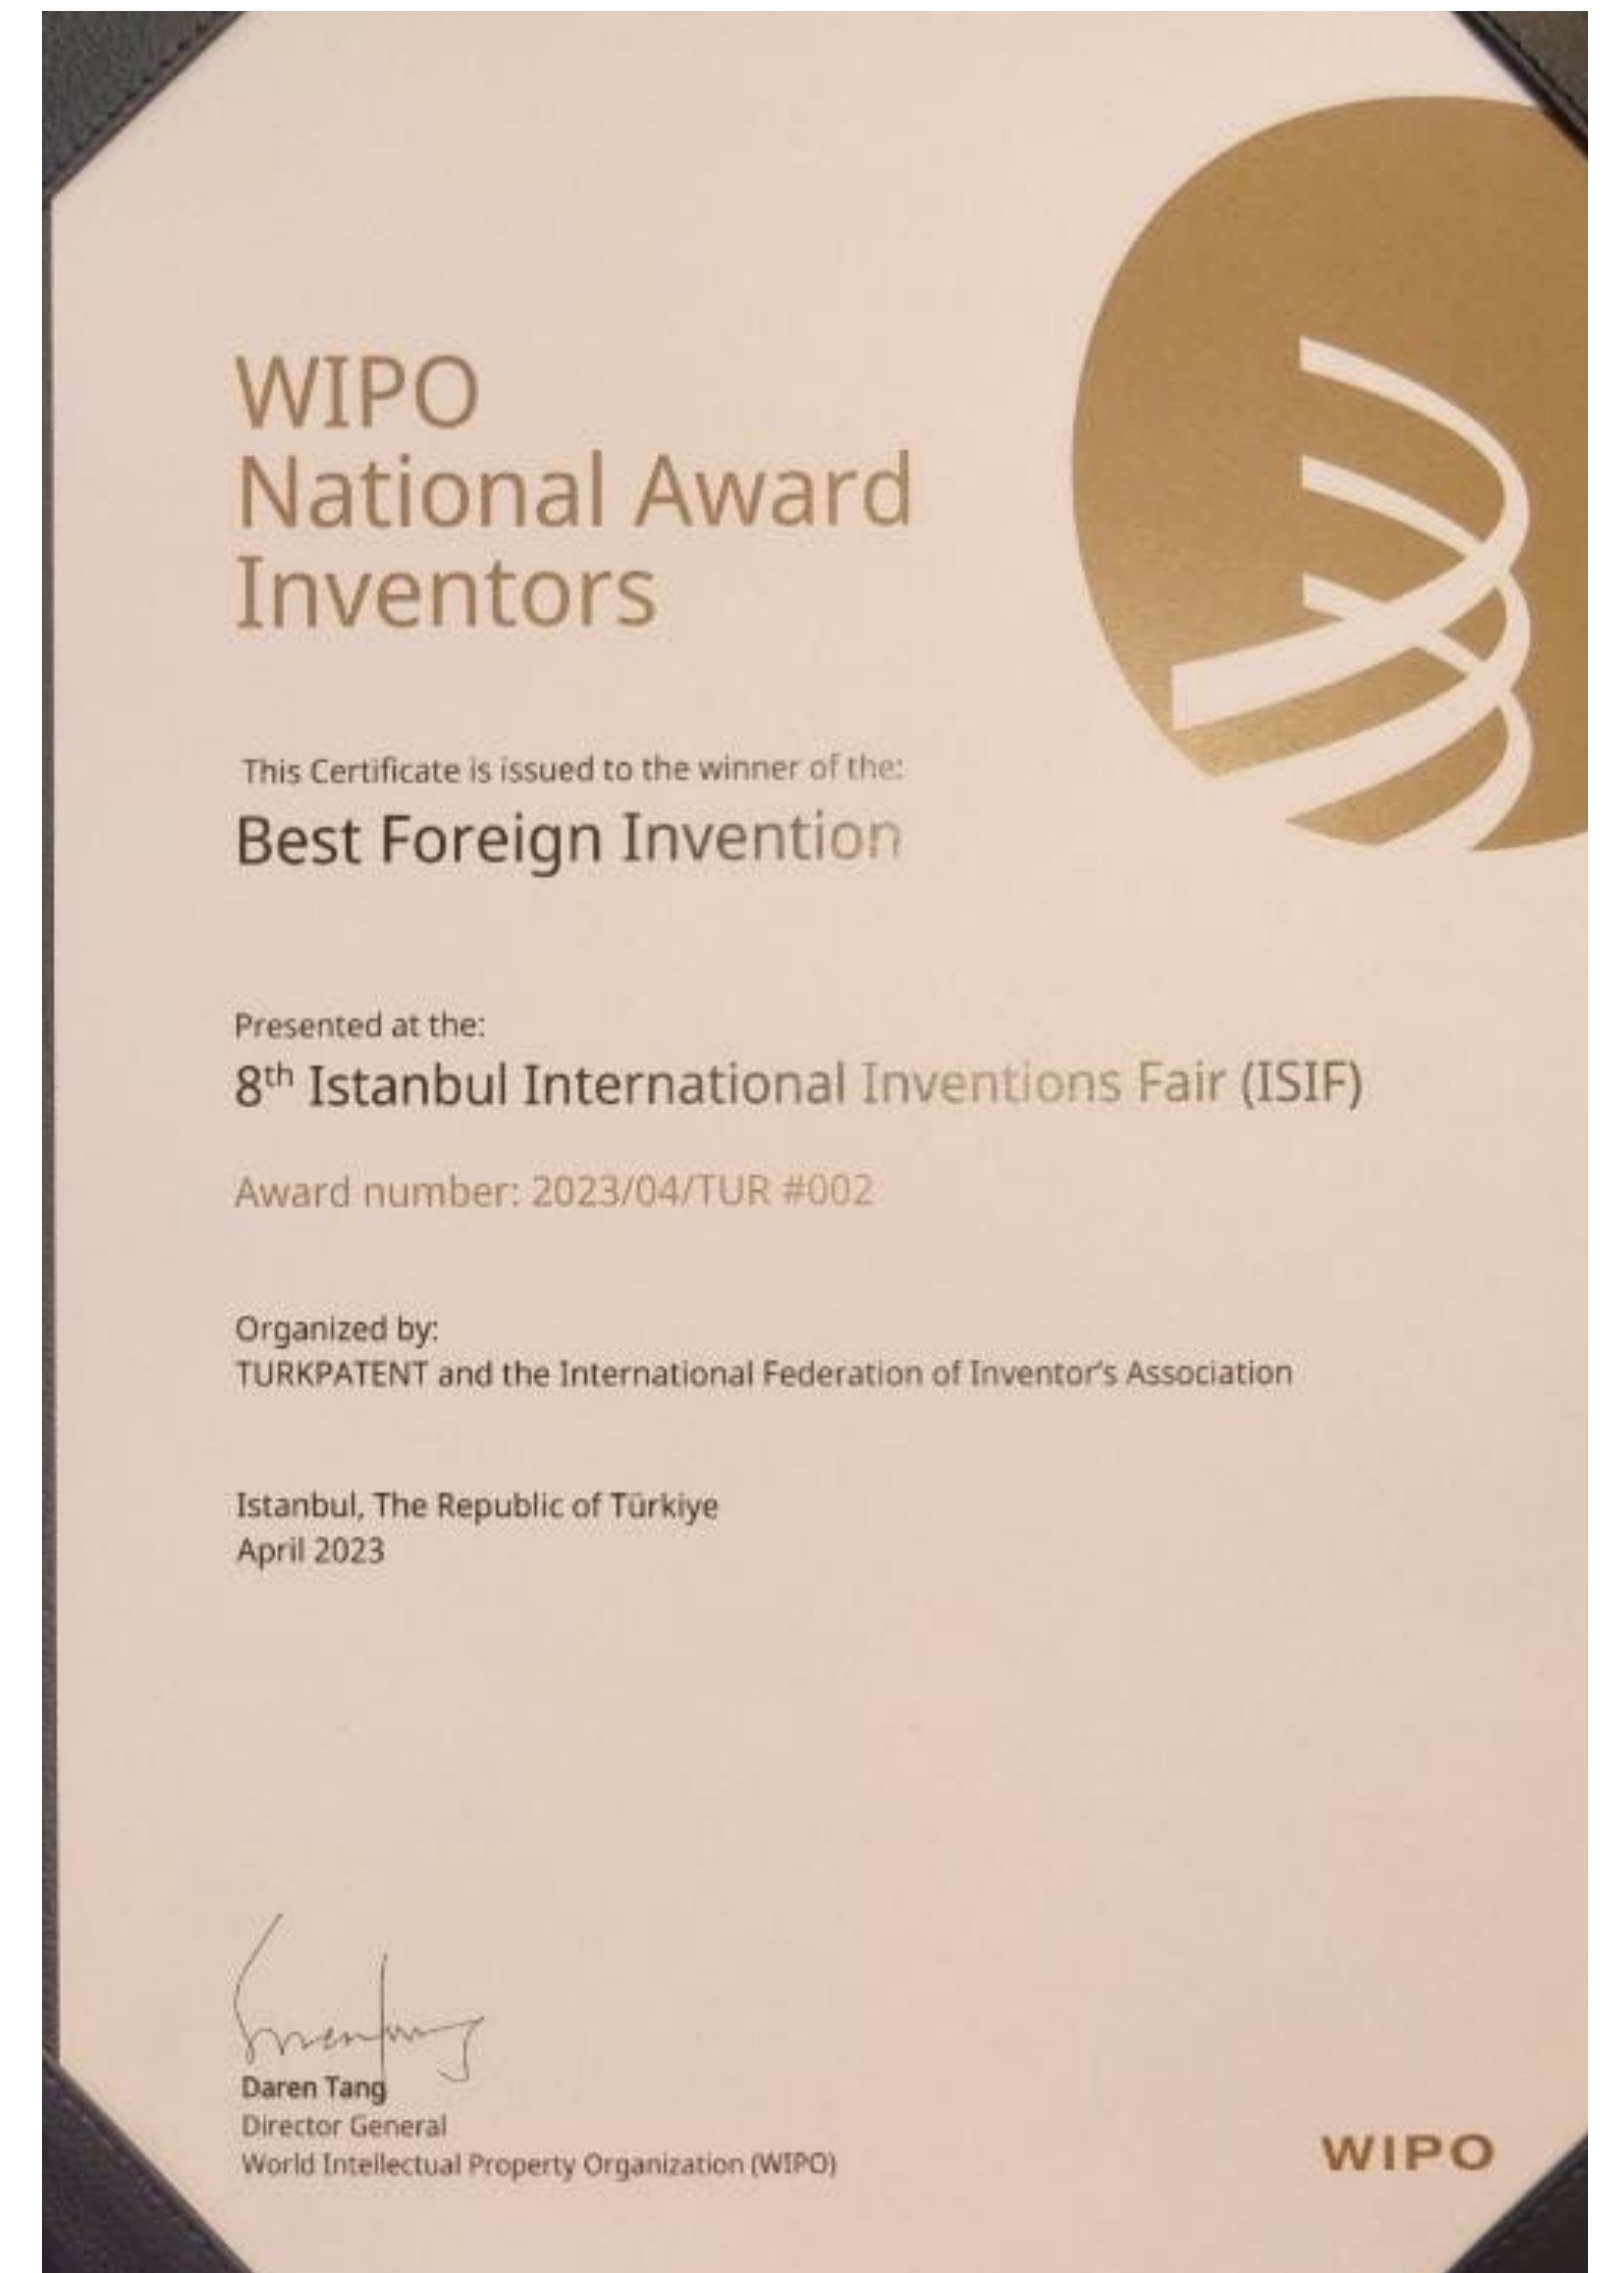 WIPO
National Award
Inventors
This Certificate is issued to the winner of the:
Best Foreign Invention
Presented at the:
8th Istanbul International Inventions Fair (ISIF)
Award number: 2023/04/TUR #002
Organized by:
TURKPATENT and the International Federation of Inventor's Association
Istanbul, The Republic of Türkiye
April 2023
Daren Tang
Director General
World Intellectual Property Organization (WIPO)
WIPO